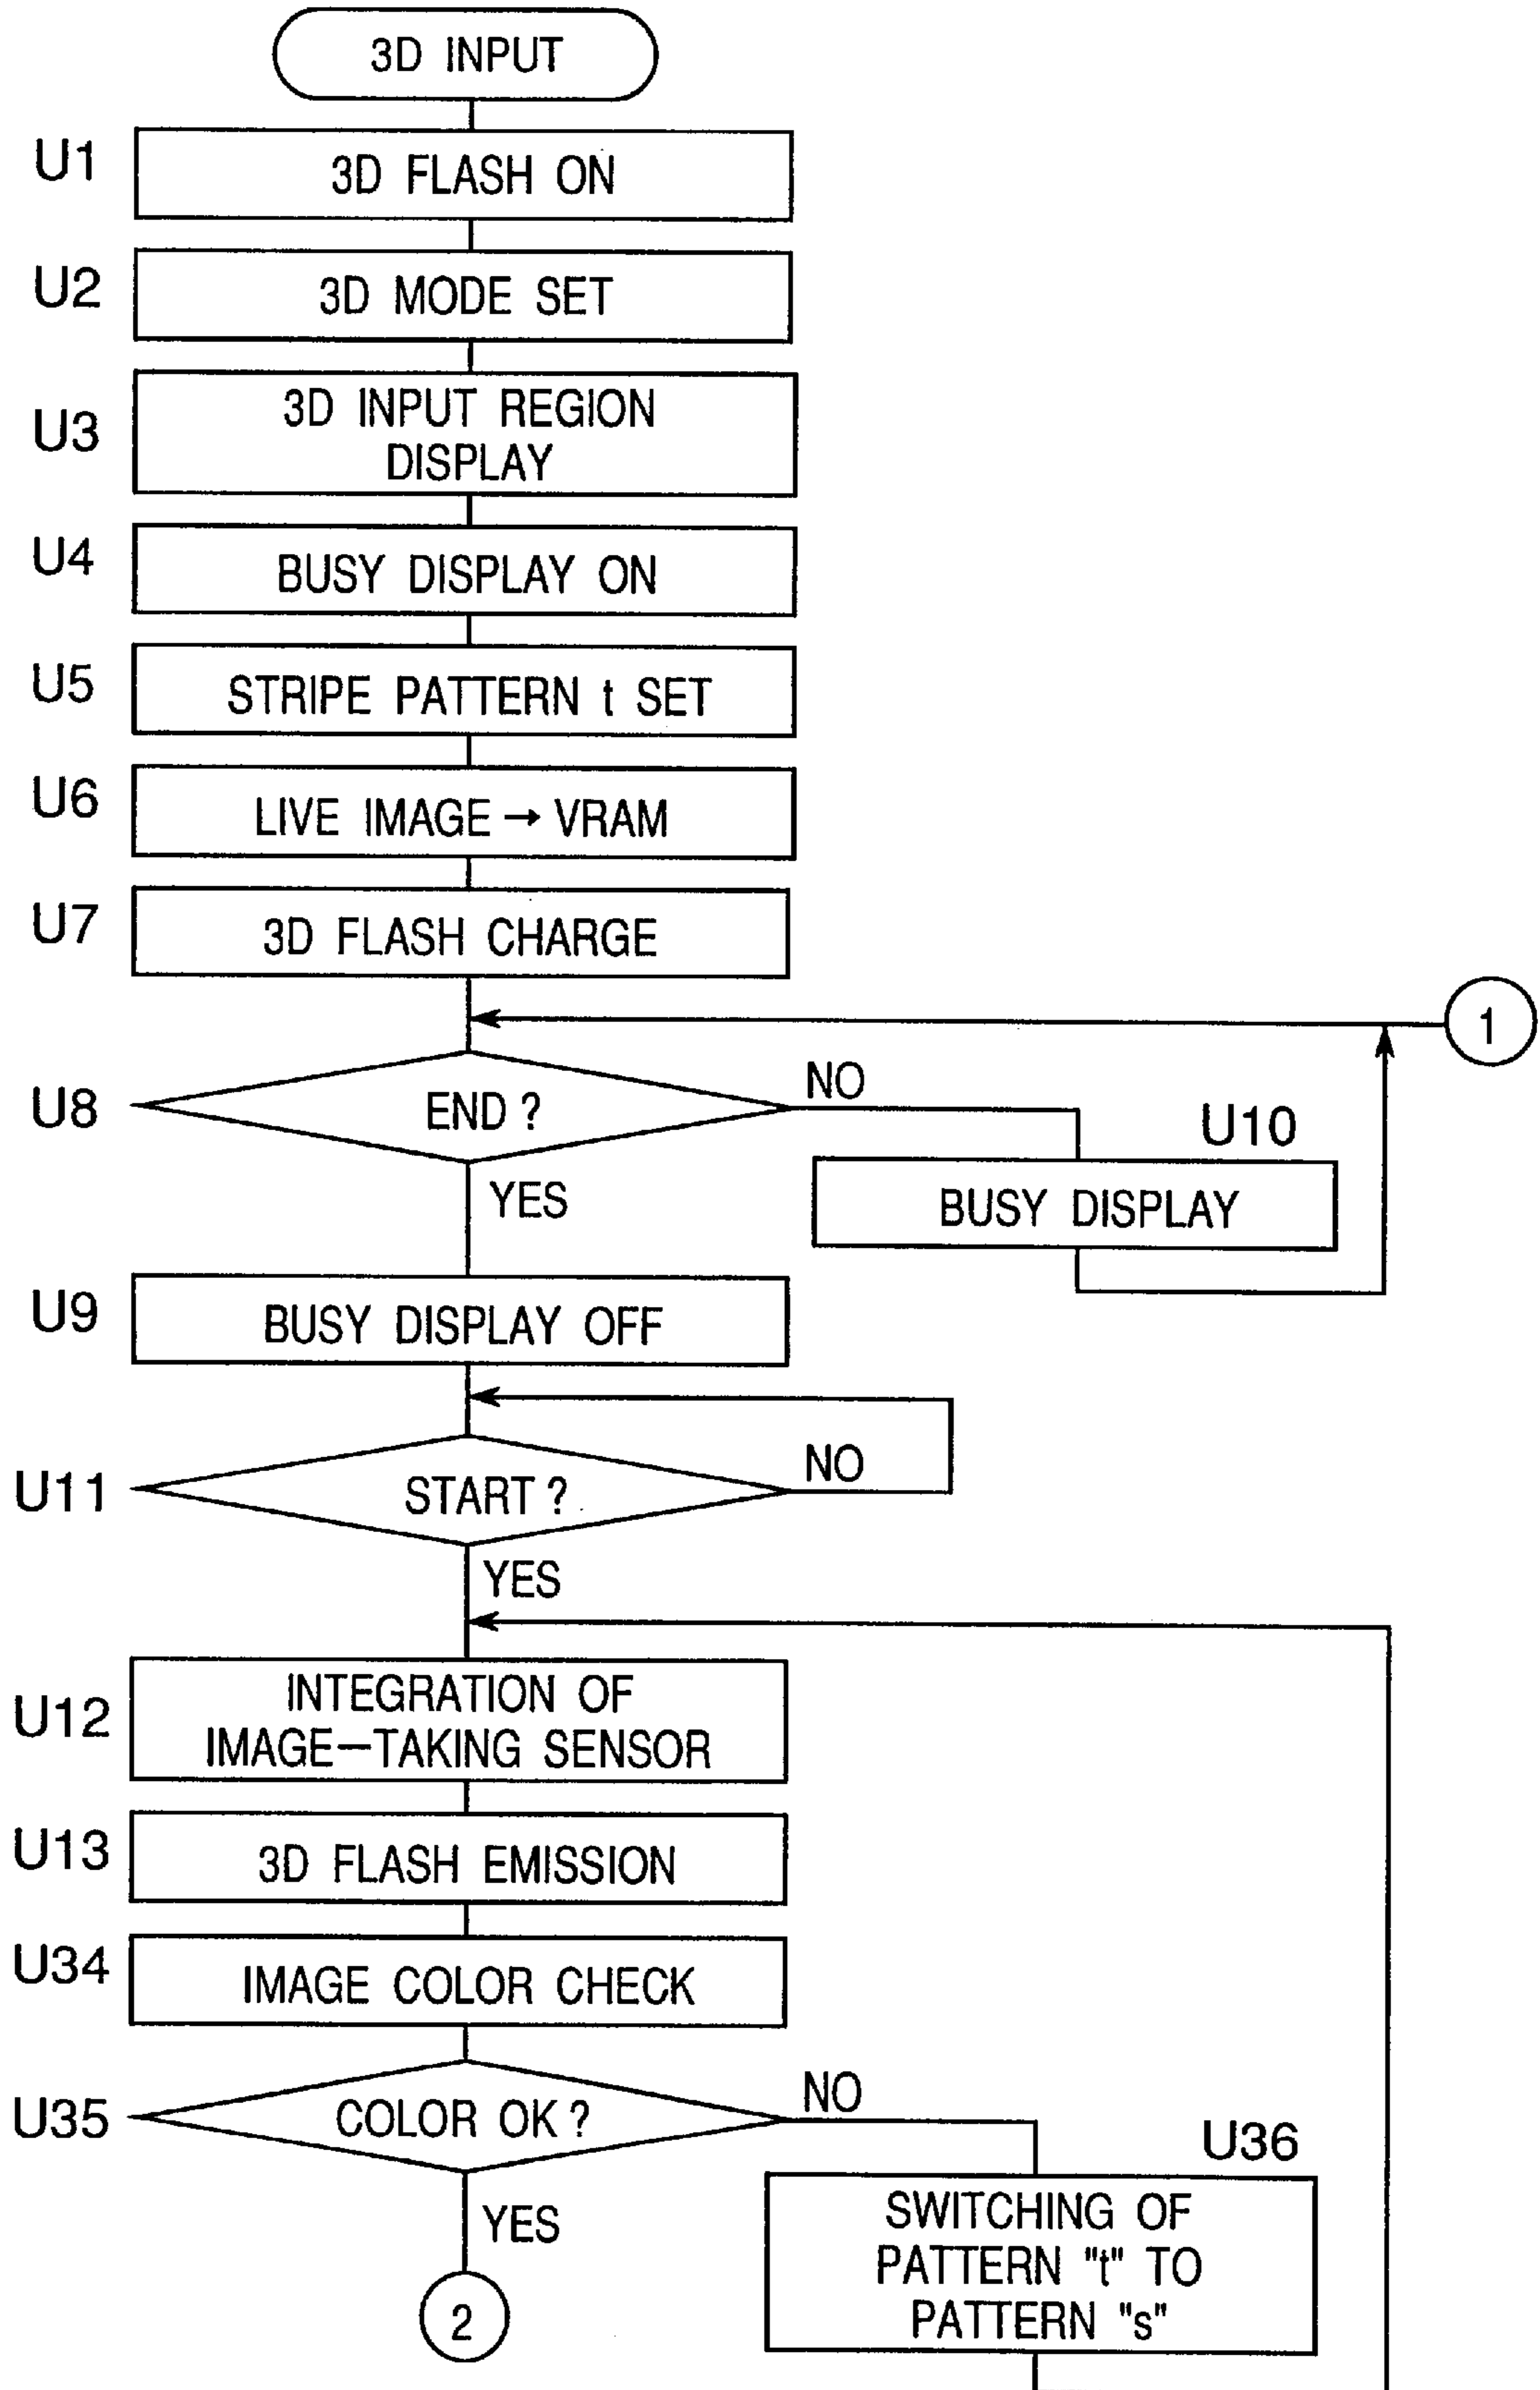 3D INPUT
U1
3D FLASH ON
U2
3D MODE SET
U3
3D INPUT REGION
DISPLAY
U4
BUSY DISPLAY ON
U5
STRIPE PATTERN t SET
U6
LIVE IMAGE → VRAM
U7
3D FLASH CHARGE
1
U8
END ?
NO
YES
U10
BUSY DISPLAY
U9
BUSY DISPLAY OFF
U11
START ?
NO
YES
U12
INTEGRATION OF
IMAGE-TAKING SENSOR
U13
3D FLASH EMISSION
U34
IMAGE COLOR CHECK
U35
COLOR OK ?
NO
YES
U36
SWITCHING OF
PATTERN "t" TO
PATTERN "s"
2